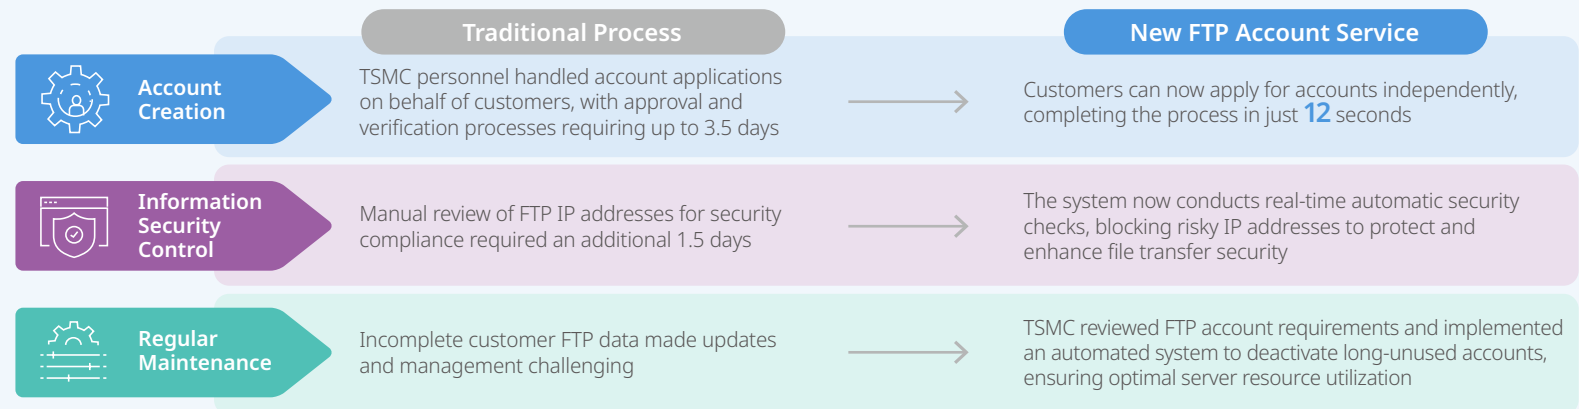 Traditional Process
New FTP Account Service
Account
Creation
TSMC personnel handled account applications
on behalf of customers, with approval and
verification processes requiring up to 3.5 days
Customers can now apply for accounts independently,
completing the process in just 12 seconds
Information
Security
Control
Manual review of FTP IP addresses for security
compliance required an additional 1.5 days
The system now conducts real-time automatic security
checks, blocking risky IP addresses to protect and
enhance file transfer security
Regular
Maintenance
Incomplete customer FTP data made updates
and management challenging
TSMC reviewed FTP account requirements and implemented
an automated system to deactivate long-unused accounts,
ensuring optimal server resource utilization